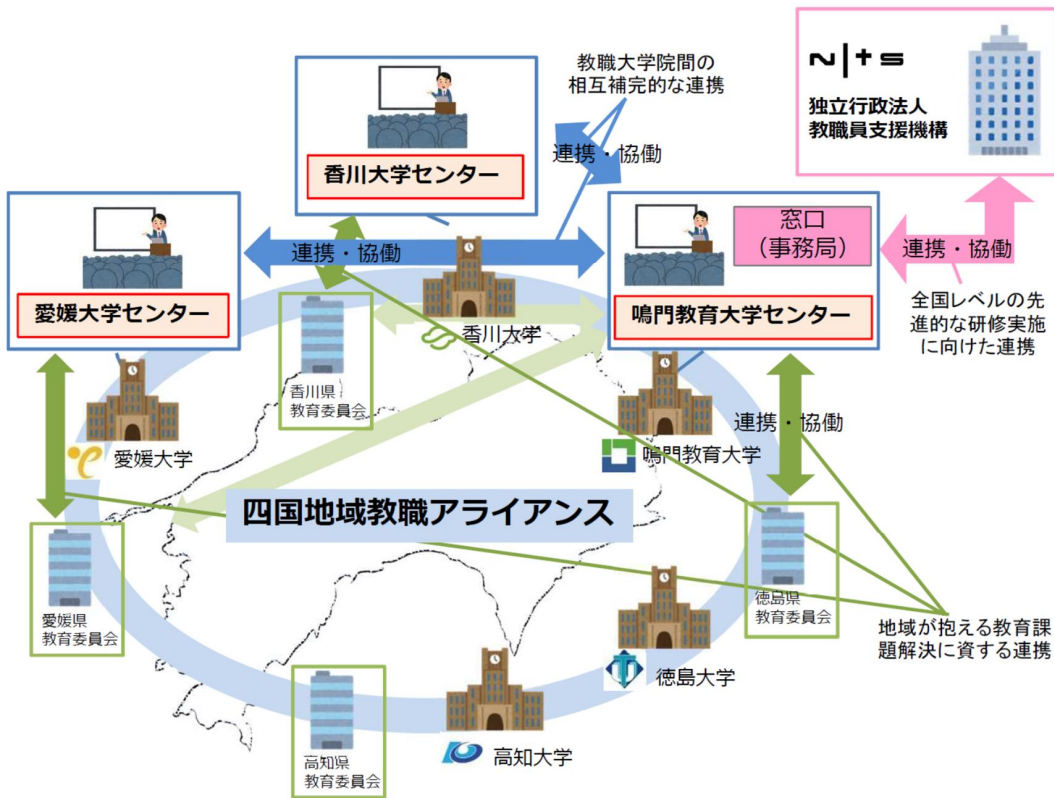 教職大学院間の
相互補完的な連携
N|ts
独立行政法人
教職員支援機構
連携・協働
香川大学センター
窓口
（事務局）
連携・協働
連携・協働
愛媛大学センター
鳴門教育大学センター
全国レベルの先
進的な研修実施
に向けた連携
香川大学
香川県
教育委員会
連携・協働
愛媛大学
鳴門教育大学
四国地域教職アライアンス
愛媛県
教育委員会
徳島県
教育委員会
地域が抱える教育課
題解決に資する連携
徳島大学
高知大学
高知県
教育委員会